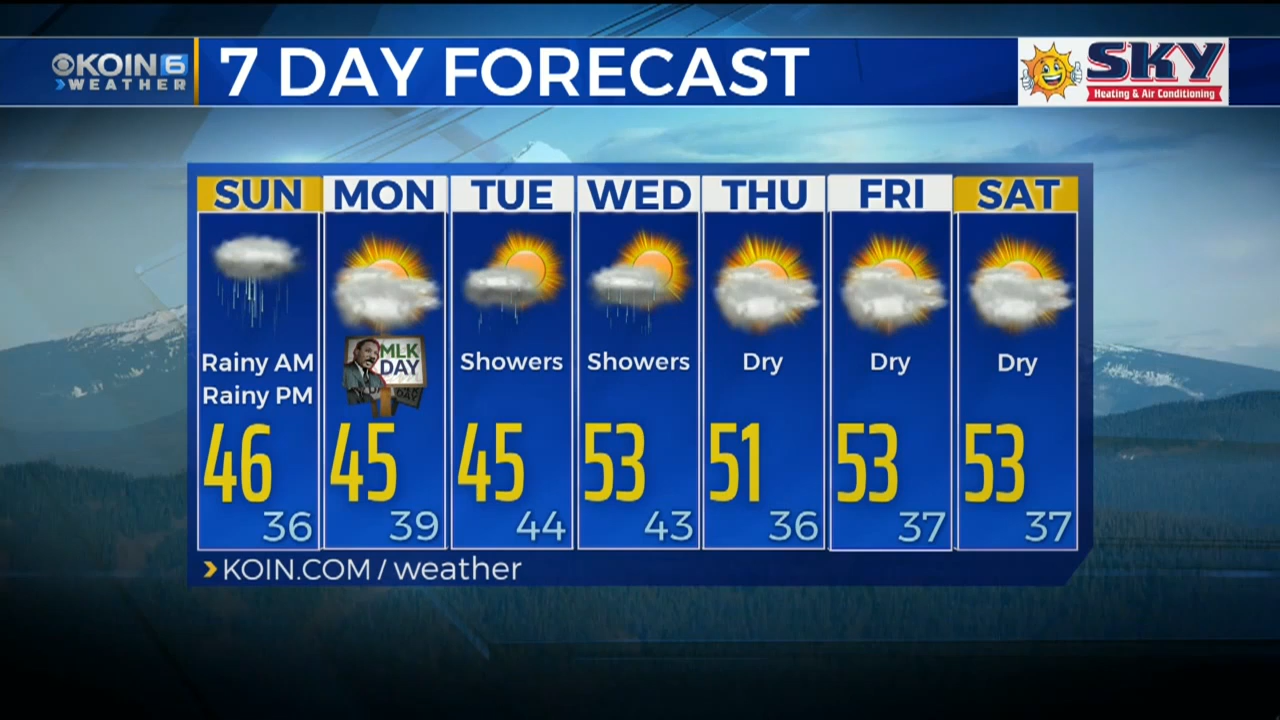 KOIN 6
WEATHER
7 DAY FORECAST
SKY
Heating & Air Conditioning
SUN MON TUE WED THU FRI SAT
MLK
DAY
Rainy AM Showers Showers Dry Dry Dry
Rainy PM
46 45 45 53 51 53 53
36 39 44 43 36 37 37
KOIN.COM / weather